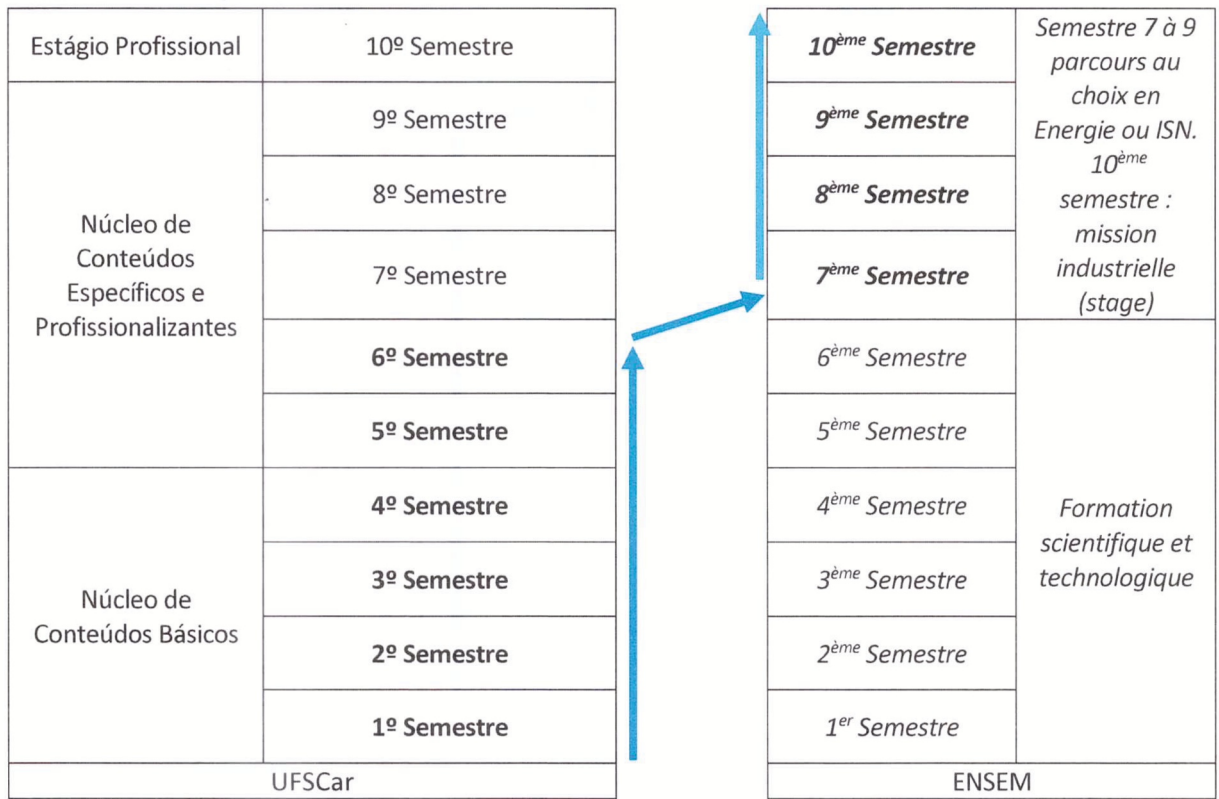 Estágio Profissional
10º Semestre
Núcleo de
Conteúdos
Específicos e
Profissionalizantes
9º Semestre
8º Semestre
7º Semestre
6º Semestre
5º Semestre
Núcleo de
Conteúdos Básicos
4º Semestre
3º Semestre
2º Semestre
1º Semestre
UFSCar
10ème Semestre
9ème Semestre
8ème Semestre
7ème Semestre
Semestre 7 à 9
parcours au
choix en
Energie ou ISN.
10ème
semestre :
mission
industrielle
(stage)
6ème Semestre
5ème Semestre
4ème Semestre
3ème Semestre
2ème Semestre
1er Semestre
Formation
scientifique et
technologique
ENSEM